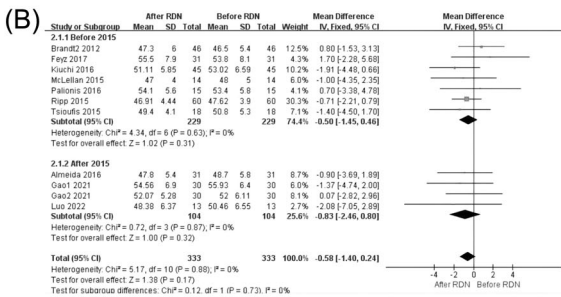 (B)
After RDN Before RDN Mean Difference Mean Difference
Study or Subgroup Mean SD Total Mean SD Total Weight IV, Fixed, 95% CI IV, Fixed, 95% CI
2.1.1 Before 2015
Brandt2 2012 47.3 6 46 46.5 5.4 46 12.5% 0.80 [-1.53, 3.13]
Feyz 2017 55.5 7.9 31 53.8 8.1 31 1.70 [-2.28, 5.68]
Kiuchi 2016 51.11 5.85 45 53.02 6.59 45 -1.91 [-4.48, 0.66]
McLellan 2015 47 4 14 48 5 14 -1.00 [-4.35, 2.35]
Palionis 2016 54.1 5.6 15 53.4 5.8 15 0.70 [-3.38, 4.78]
Ripp 2015 46.91 4.44 60 47.62 3.9 60 30.3% -0.71 [-2.21, 0.79]
Tsioufis 2015 49.4 4.1 18 50.8 5.3 18 -1.40 [-4.50, 1.70]
Subtotal (95% CI) 229 229 74.4% -0.50 [-1.45, 0.46]
Heterogeneity: Chi² = 4.34, df = 6 (P = 0.63); I² = 0%
Test for overall effect: Z = 1.02 (P = 0.31)
2.1.2 After 2015
Almeida 2016 47.8 5.4 31 48.7 5.8 31 -0.90 [-3.69, 1.89]
Gao1 2021 54.56 6.9 30 55.93 6.4 30 -1.37 [-4.74, 2.00]
Gao2 2021 52.07 5.28 30 52 6.11 30 0.07 [-2.82, 2.96]
Luo 2022 48.38 6.37 13 50.46 6.55 13 -2.08 [-7.05, 2.89]
Subtotal (95% CI) 104 104 25.6% -0.83 [-2.46, 0.80]
Heterogeneity: Chi² = 0.72, df = 3 (P = 0.87); I² = 0%
Test for overall effect: Z = 1.00 (P = 0.32)
Total (95% CI) 333 333 100.0% -0.58 [-1.40, 0.24]
Heterogeneity: Chi² = 5.17, df = 10 (P = 0.88); I² = 0%
Test for overall effect: Z = 1.38 (P = 0.17)
Test for subgroup differences: Chi² = 0.12, df = 1 (P = 0.73), I² = 0%
-4 -2 0 2 4
After RDN Before RDN